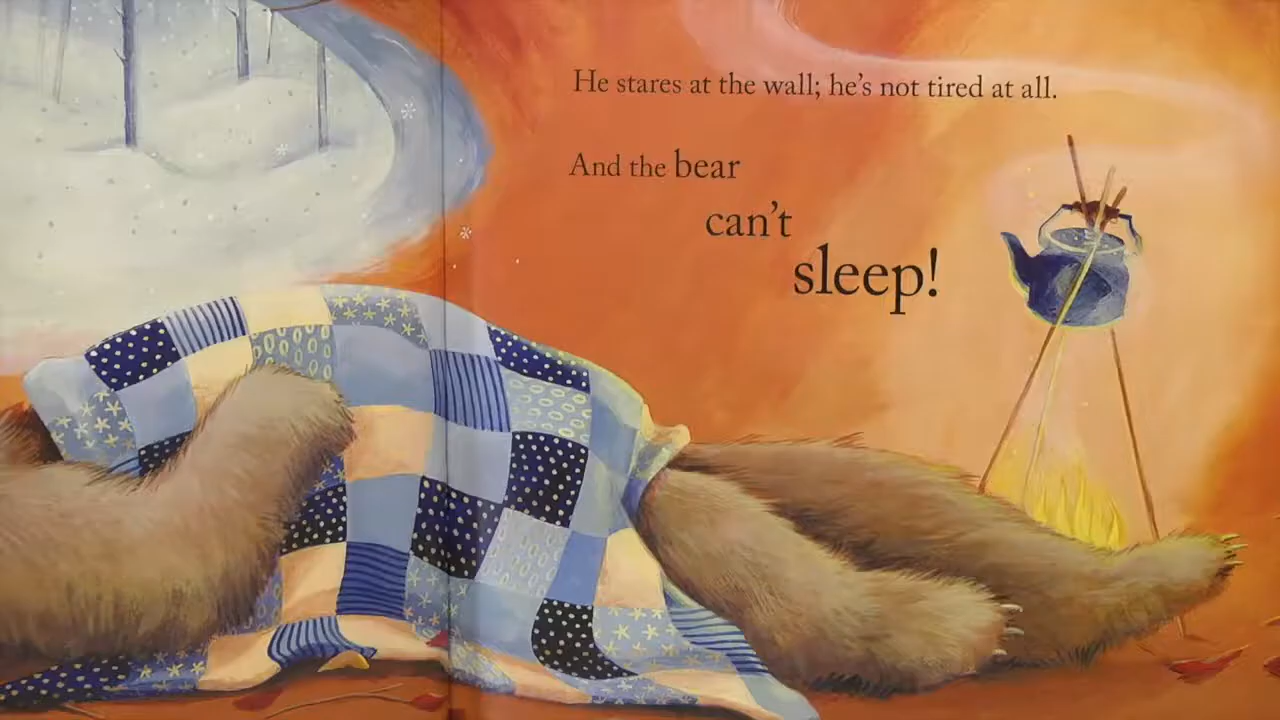 He stares at the wall; he's not tired at all.
And the bear
can't
sleep!